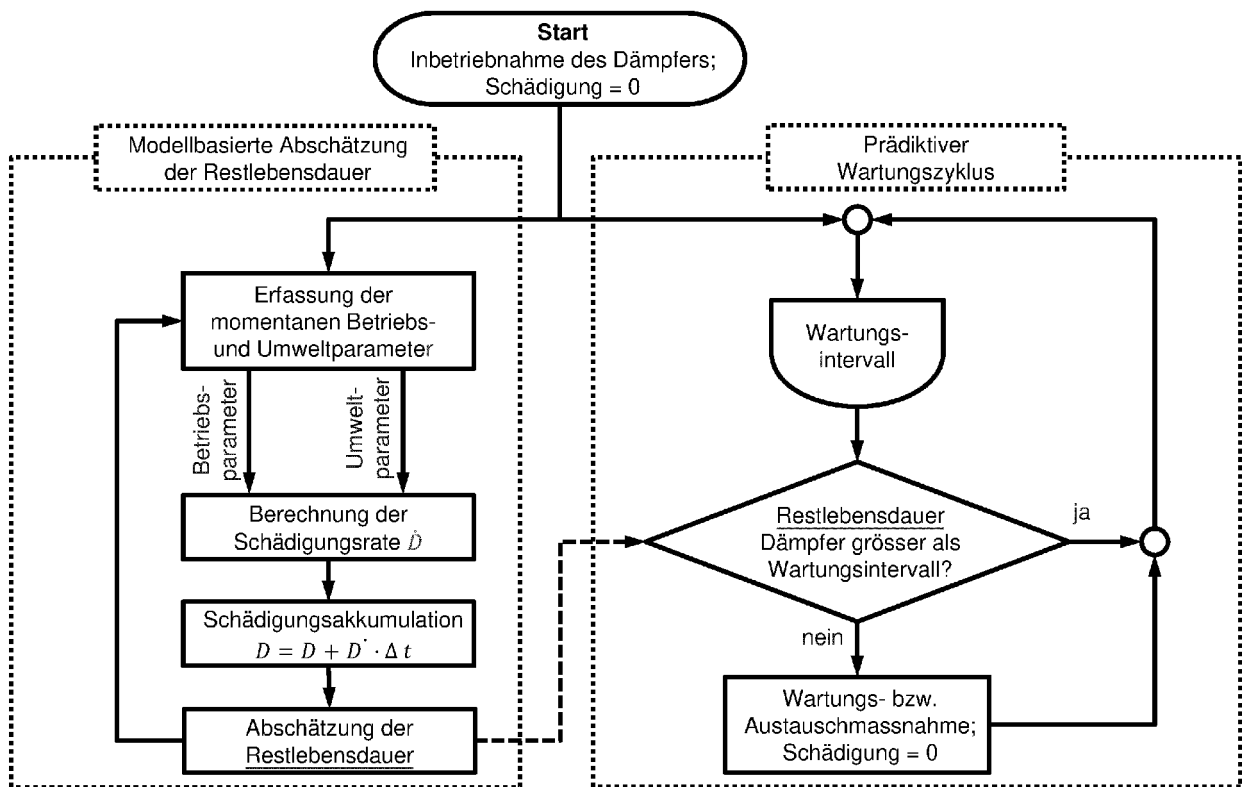 Start
Inbetriebnahme des Dämpfers;
Schädigung = 0
Modellbasierte Abschätzung
der Restlebensdauer
Erfassung der
momentanen Betriebs-
und Umweltparameter
Betriebs-
parameter
Umwelt-
parameter
Berechnung der
Schädigungsrate Ḋ
Schädigungsakkumulation
D = D + D˙ · Δ t
Abschätzung der
Restlebensdauer
Prädiktiver
Wartungszyklus
Wartungs-
intervall
Restlebensdauer
Dämpfer grösser als
Wartungsintervall?
ja
nein
Wartungs- bzw.
Austauschmassnahme;
Schädigung = 0